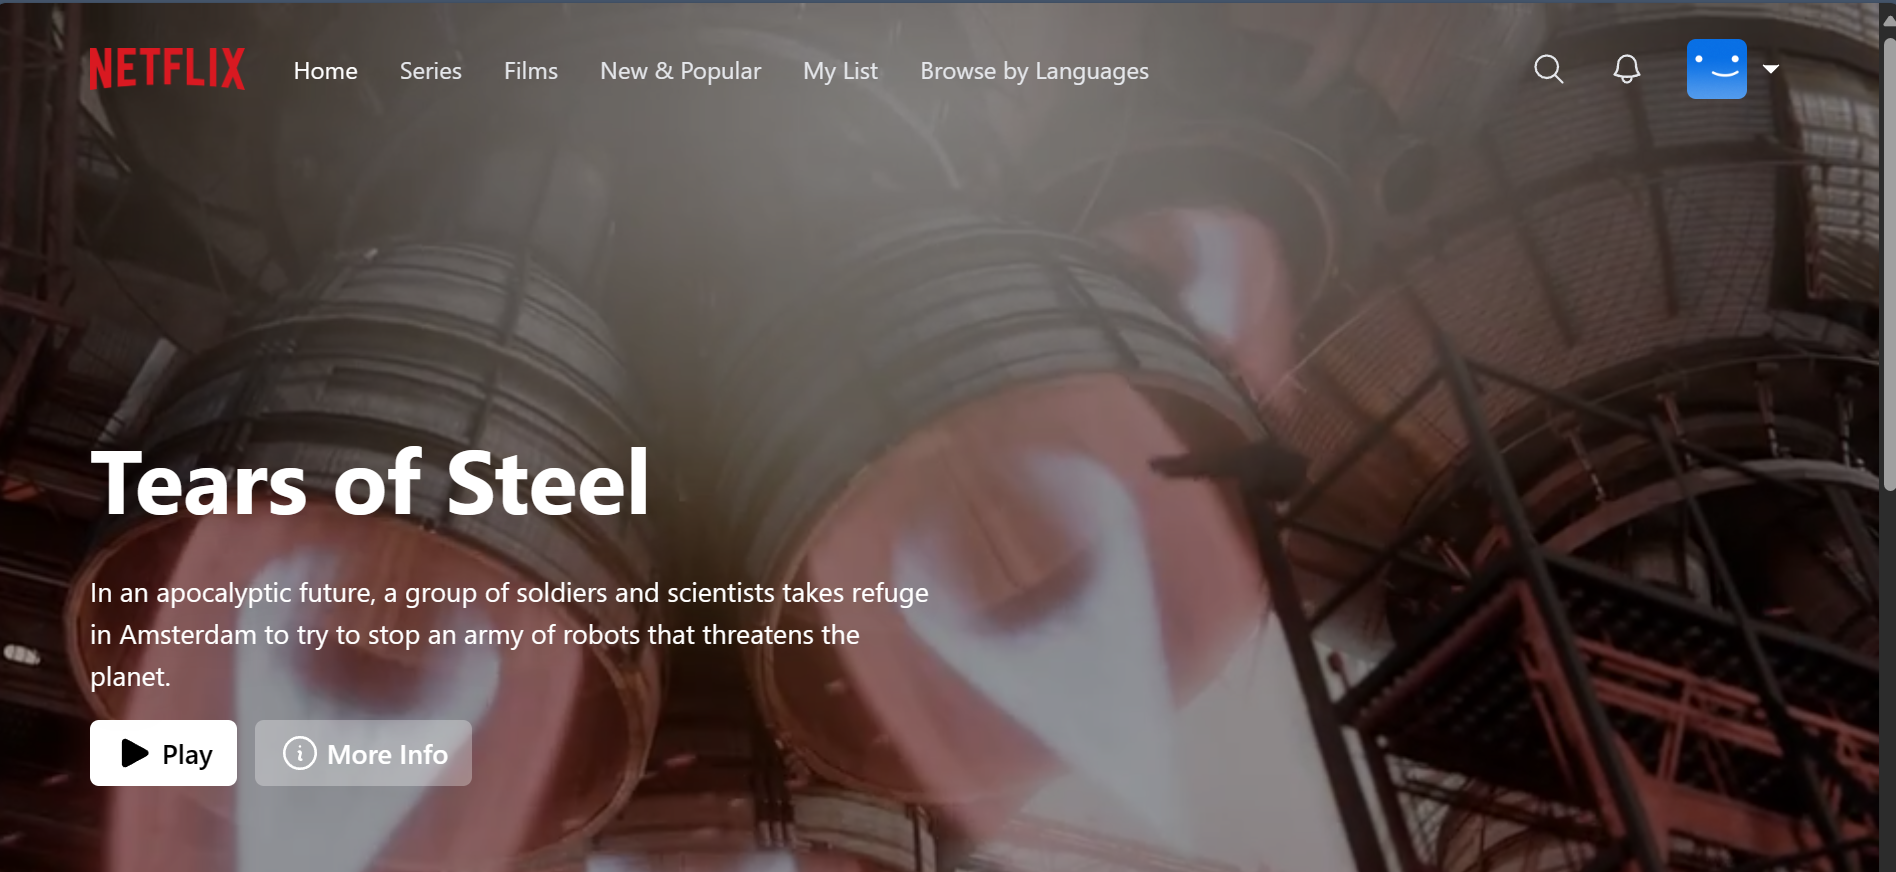 NETFLIX Home Series Films New & Popular My List Browse by Languages
Tears of Steel
In an apocalyptic future, a group of soldiers and scientists takes refuge
in Amsterdam to try to stop an army of robots that threatens the
planet.
Play More Info